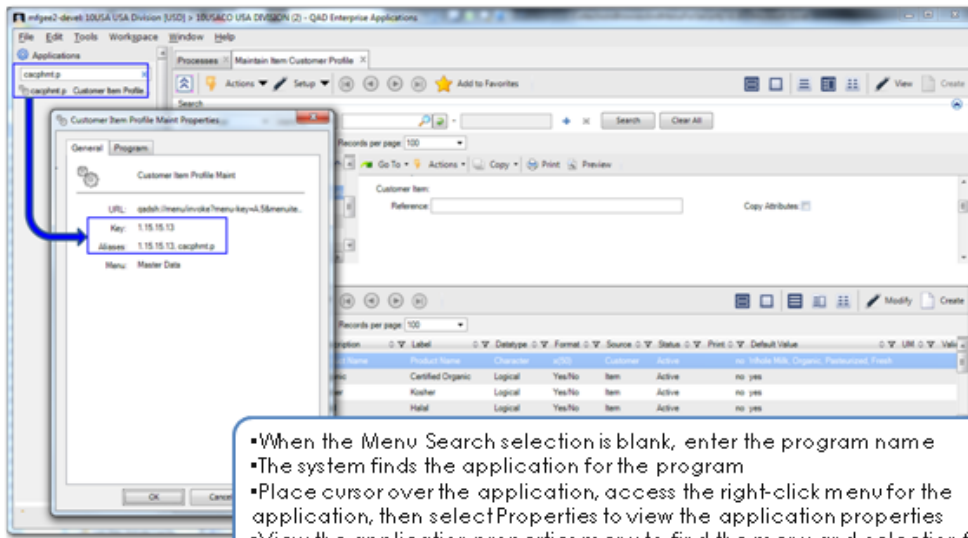 mfgee2-devel: 10USA USA Division [USD] > 10USACO USA DIVISION (2) - QAD Enterprise Applications
File Edit Tools Workspace Window Help
Applications
Processes Maintain Item Customer Profile
cacphmt.p
cacphmt.p Customer Item Profile
Actions Setup Add to Favorites View Create
Search
Search Clear All
Records per page: 100
Go To Actions Copy Print Preview
Customer Item:
Reference: Copy Attributes:
Customer Item Profile Maint Properties
General Program
Customer Item Profile Maint
URL: qadsh://menu/invoke?menu-key=A.5&menuite..
Key: 1.15.15.13
Aliases: 1.15.15.13, cacphmt.p
Menu: Master Data
OK
Modify Create
Records per page: 100
Label Datatype Format Source Status Print Default Value UM
Product Name Character x(50) Customer Active no Whole Milk, Organic, Pasteurized, Fresh
Certified Organic Logical Yes/No Item Active no yes
Kosher Logical Yes/No Item Active no yes
Halal Logical Yes/No Item Active no yes
▪When the Menu Search selection is blank, enter the program name
▪The system finds the application for the program
▪Place cursor over the application, access the right-click menu for the
application, then select Properties to view the application properties